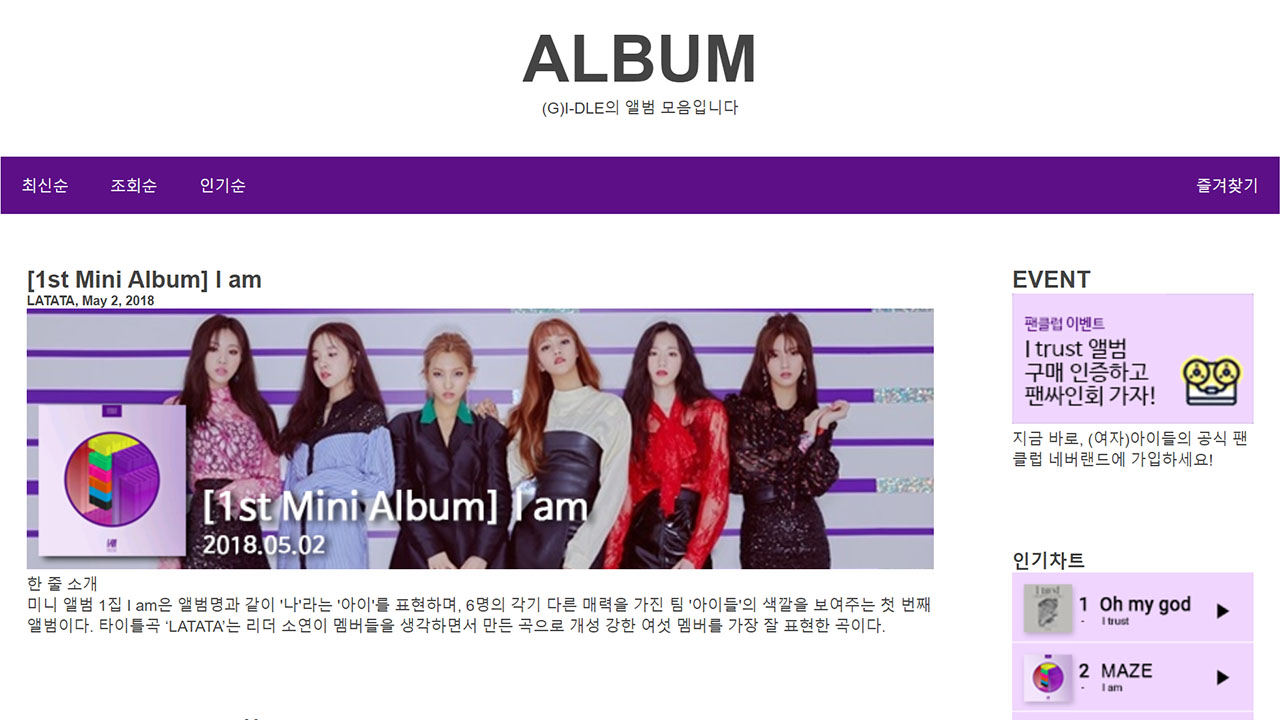 ALBUM
(G)I-DLE의 앨범 모음입니다
최신순 조회순 인기순 즐겨찾기
[1st Mini Album] I am
LATATA, May 2, 2018
[1st Mini Album] I am
2018.05.02
한 줄 소개
미니 앨범 1집 I am은 앨범명과 같이 '나'라는 '아이'를 표현하며, 6명의 각기 다른 매력을 가진 팀 '아이들'의 색깔을 보여주는 첫 번째
앨범이다. 타이틀곡 ‘LATATA’는 리더 소연이 멤버들을 생각하면서 만든 곡으로 개성 강한 여섯 멤버를 가장 잘 표현한 곡이다.
EVENT
팬클럽 이벤트
I trust 앨범
구매 인증하고
팬싸인회 가자!
지금 바로, (여자)아이들의 공식 팬
클럽 네버랜드에 가입하세요!
인기차트
1 Oh my god
- I trust
2 MAZE
- I am